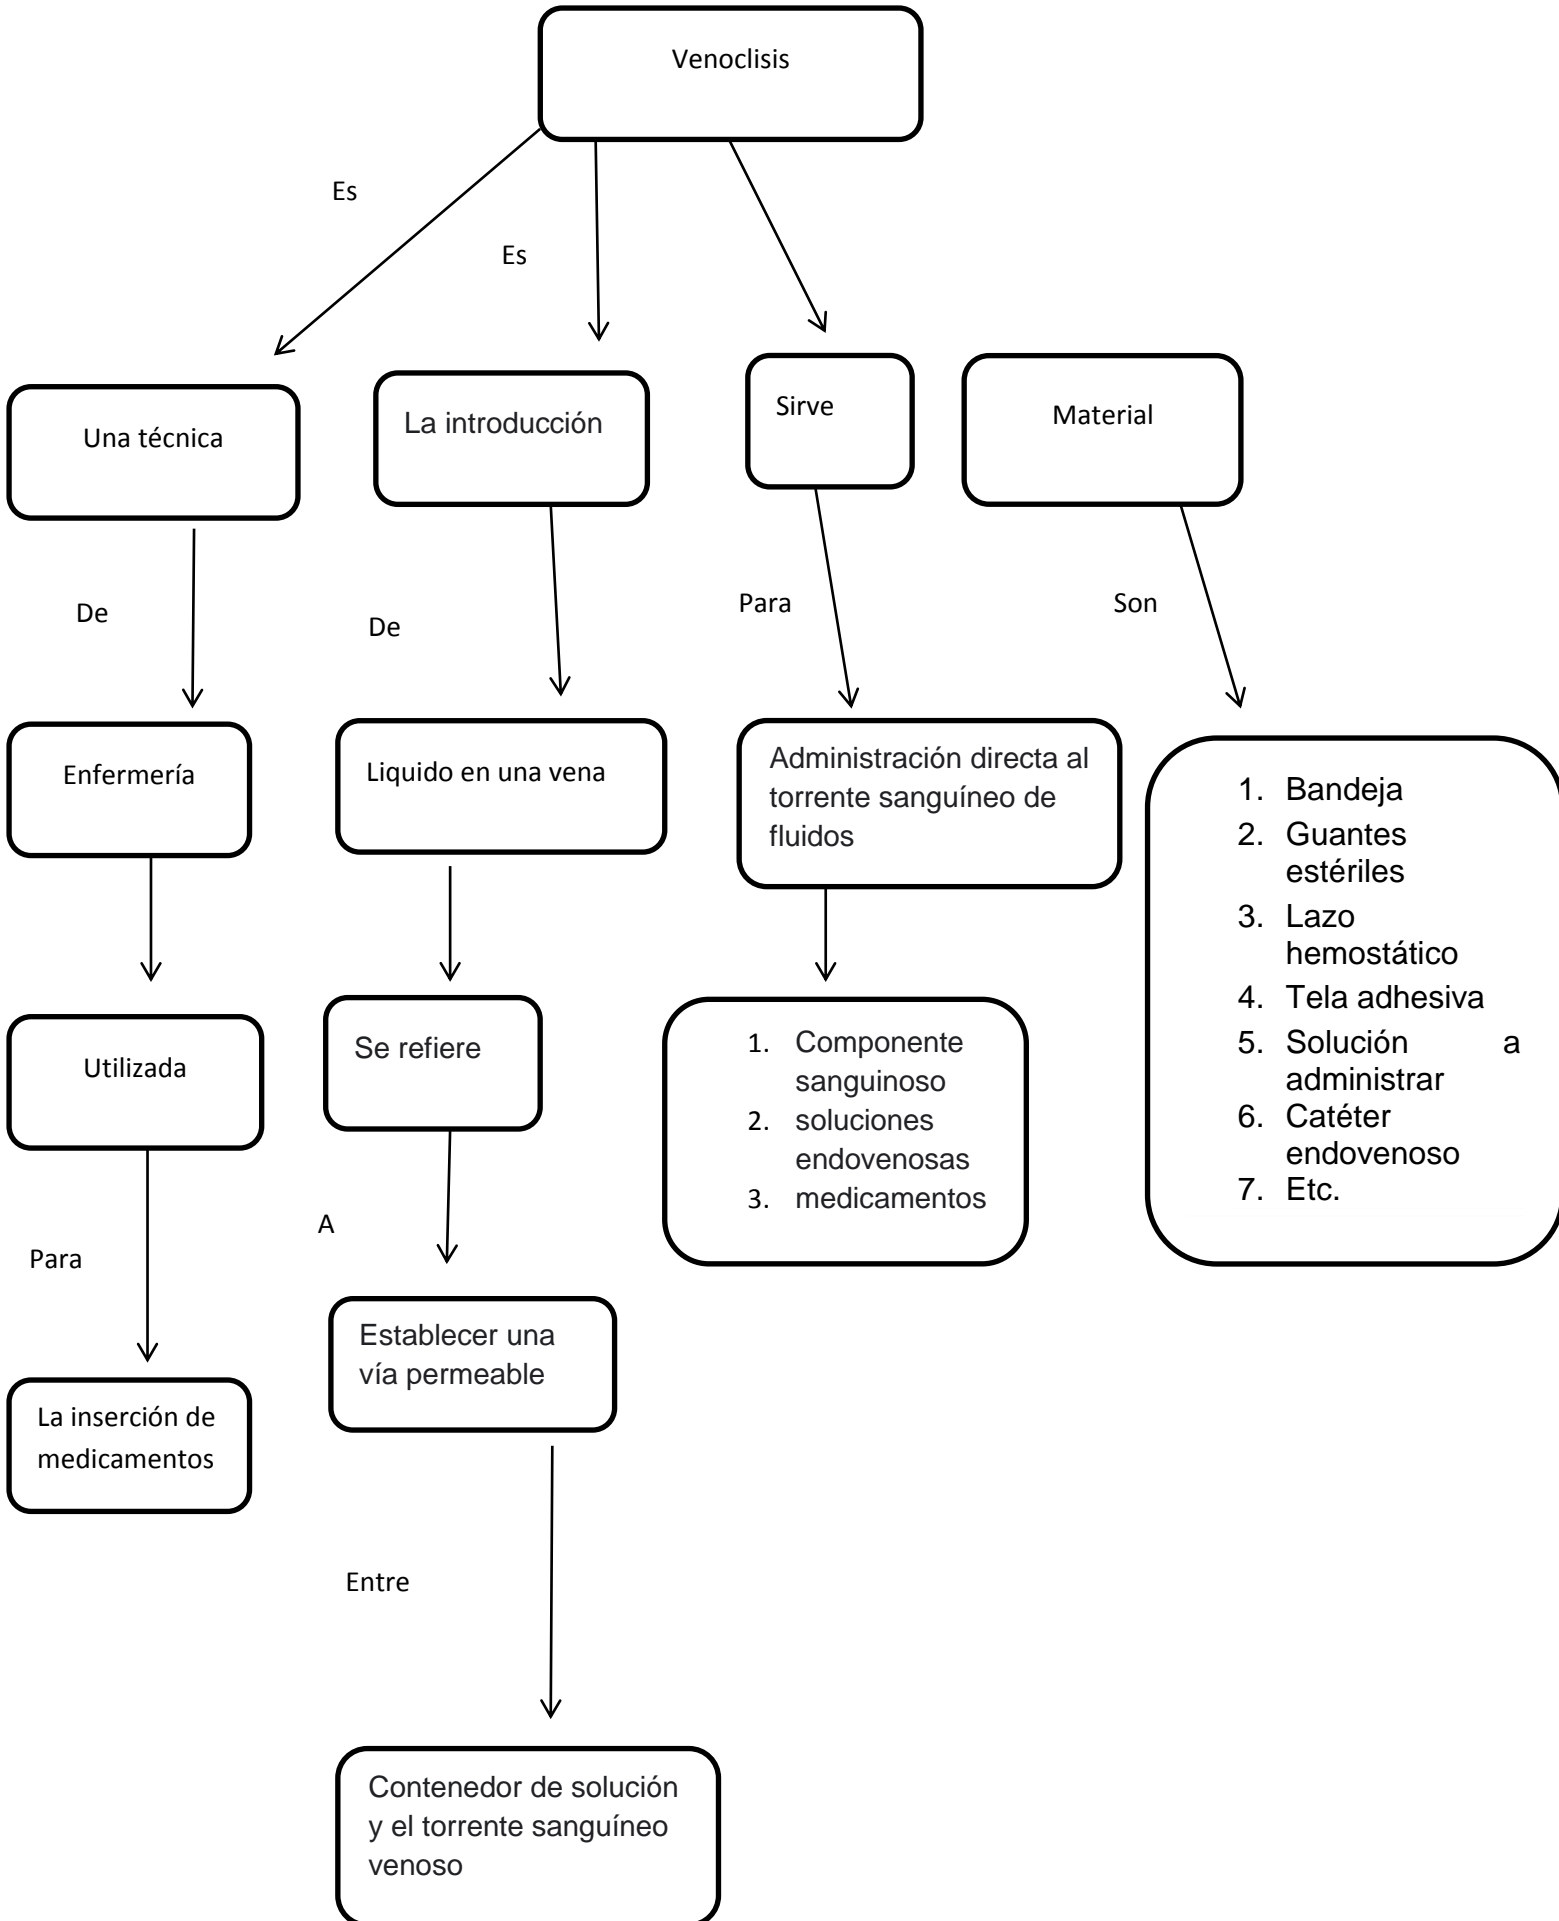 Venoclisis
Es
Es
Una técnica
La introducción
Sirve
Material
De
De
Para
Son
Enfermería
Liquido en una vena
Administración directa al
torrente sanguíneo de
fluidos
1. Bandeja
2. Guantes
estériles
3. Lazo
hemostático
4. Tela adhesiva
5. Solución a
administrar
6. Catéter
endovenoso
7. Etc.
Utilizada
Se refiere
1. Componente
sanguinoso
2. soluciones
endovenosas
3. medicamentos
Para
A
La inserción de
medicamentos
Establecer una
vía permeable
Entre
Contenedor de solución
y el torrente sanguíneo
venoso